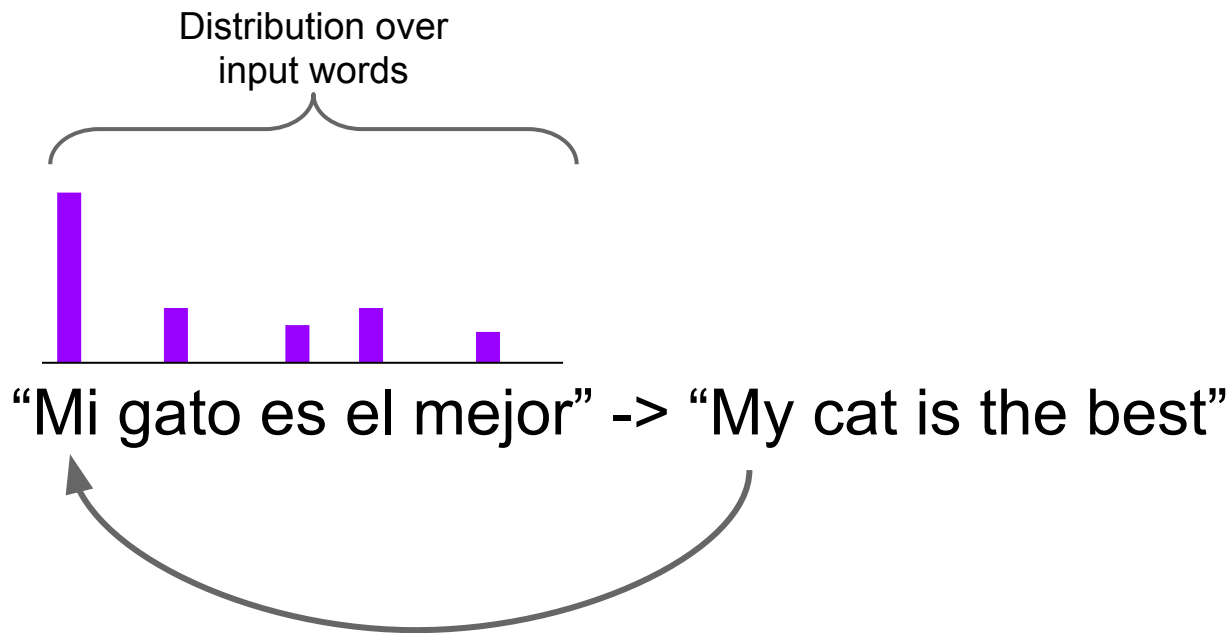 Distribution over
input words
“Mi gato es el mejor” -> “My cat is the best”